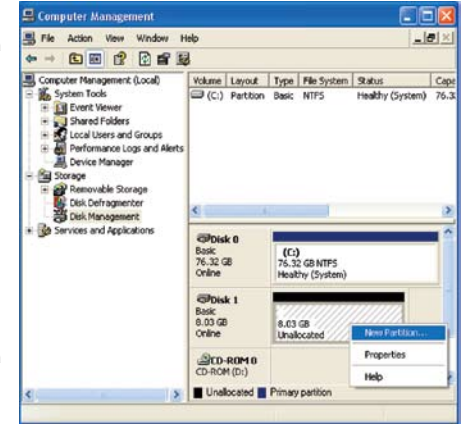 Computer Management
File Action View Window Help
Computer Management (Local)
System Tools
Event Viewer
Shared Folders
Local Users and Groups
Performance Logs and Alerts
Device Manager
Storage
Removable Storage
Disk Defragmenter
Disk Management
Services and Applications
Volume Layout Type File System Status Capa
(C:) Partition Basic NTFS Healthy (System) 76.3
Disk 0
Basic
76.32 GB
Online
(C:)
76.32 GB NTFS
Healthy (System)
Disk 1
Basic
8.03 GB
Online
8.03 GB
Unallocated
New Partition...
Properties
Help
CD-ROM 0
CD-ROM (D:)
Unallocated Primary partition